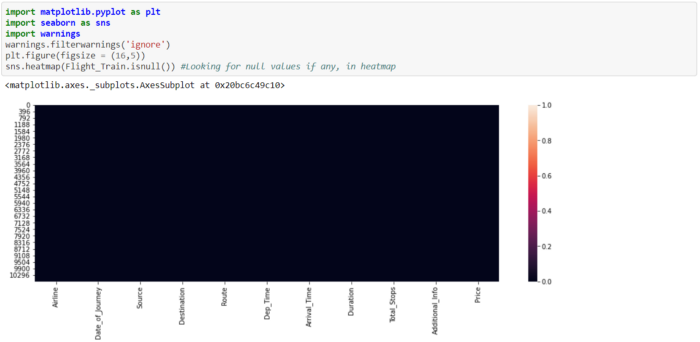 import matplotlib.pyplot as plt
import seaborn as sns
import warnings
warnings.filterwarnings('ignore')
plt.figure(figsize = (16,5))
sns.heatmap(Flight_Train.isnull()) #Looking for null values if any, in heatmap
<matplotlib.axes._subplots.AxesSubplot at 0x20bc6c49c10>
0
396
792
1188
1584
1980
2376
2772
3168
3564
3960
4356
4752
5148
5544
5940
6336
6732
7128
7524
7920
8316
8712
9108
9504
9900
10296
Airline
Date_of_Journey
Source
Destination
Route
Dep_Time
Arrival_Time
Duration
Total_Stops
Additional_Info
Price
1.0
0.8
0.6
0.4
0.2
0.0